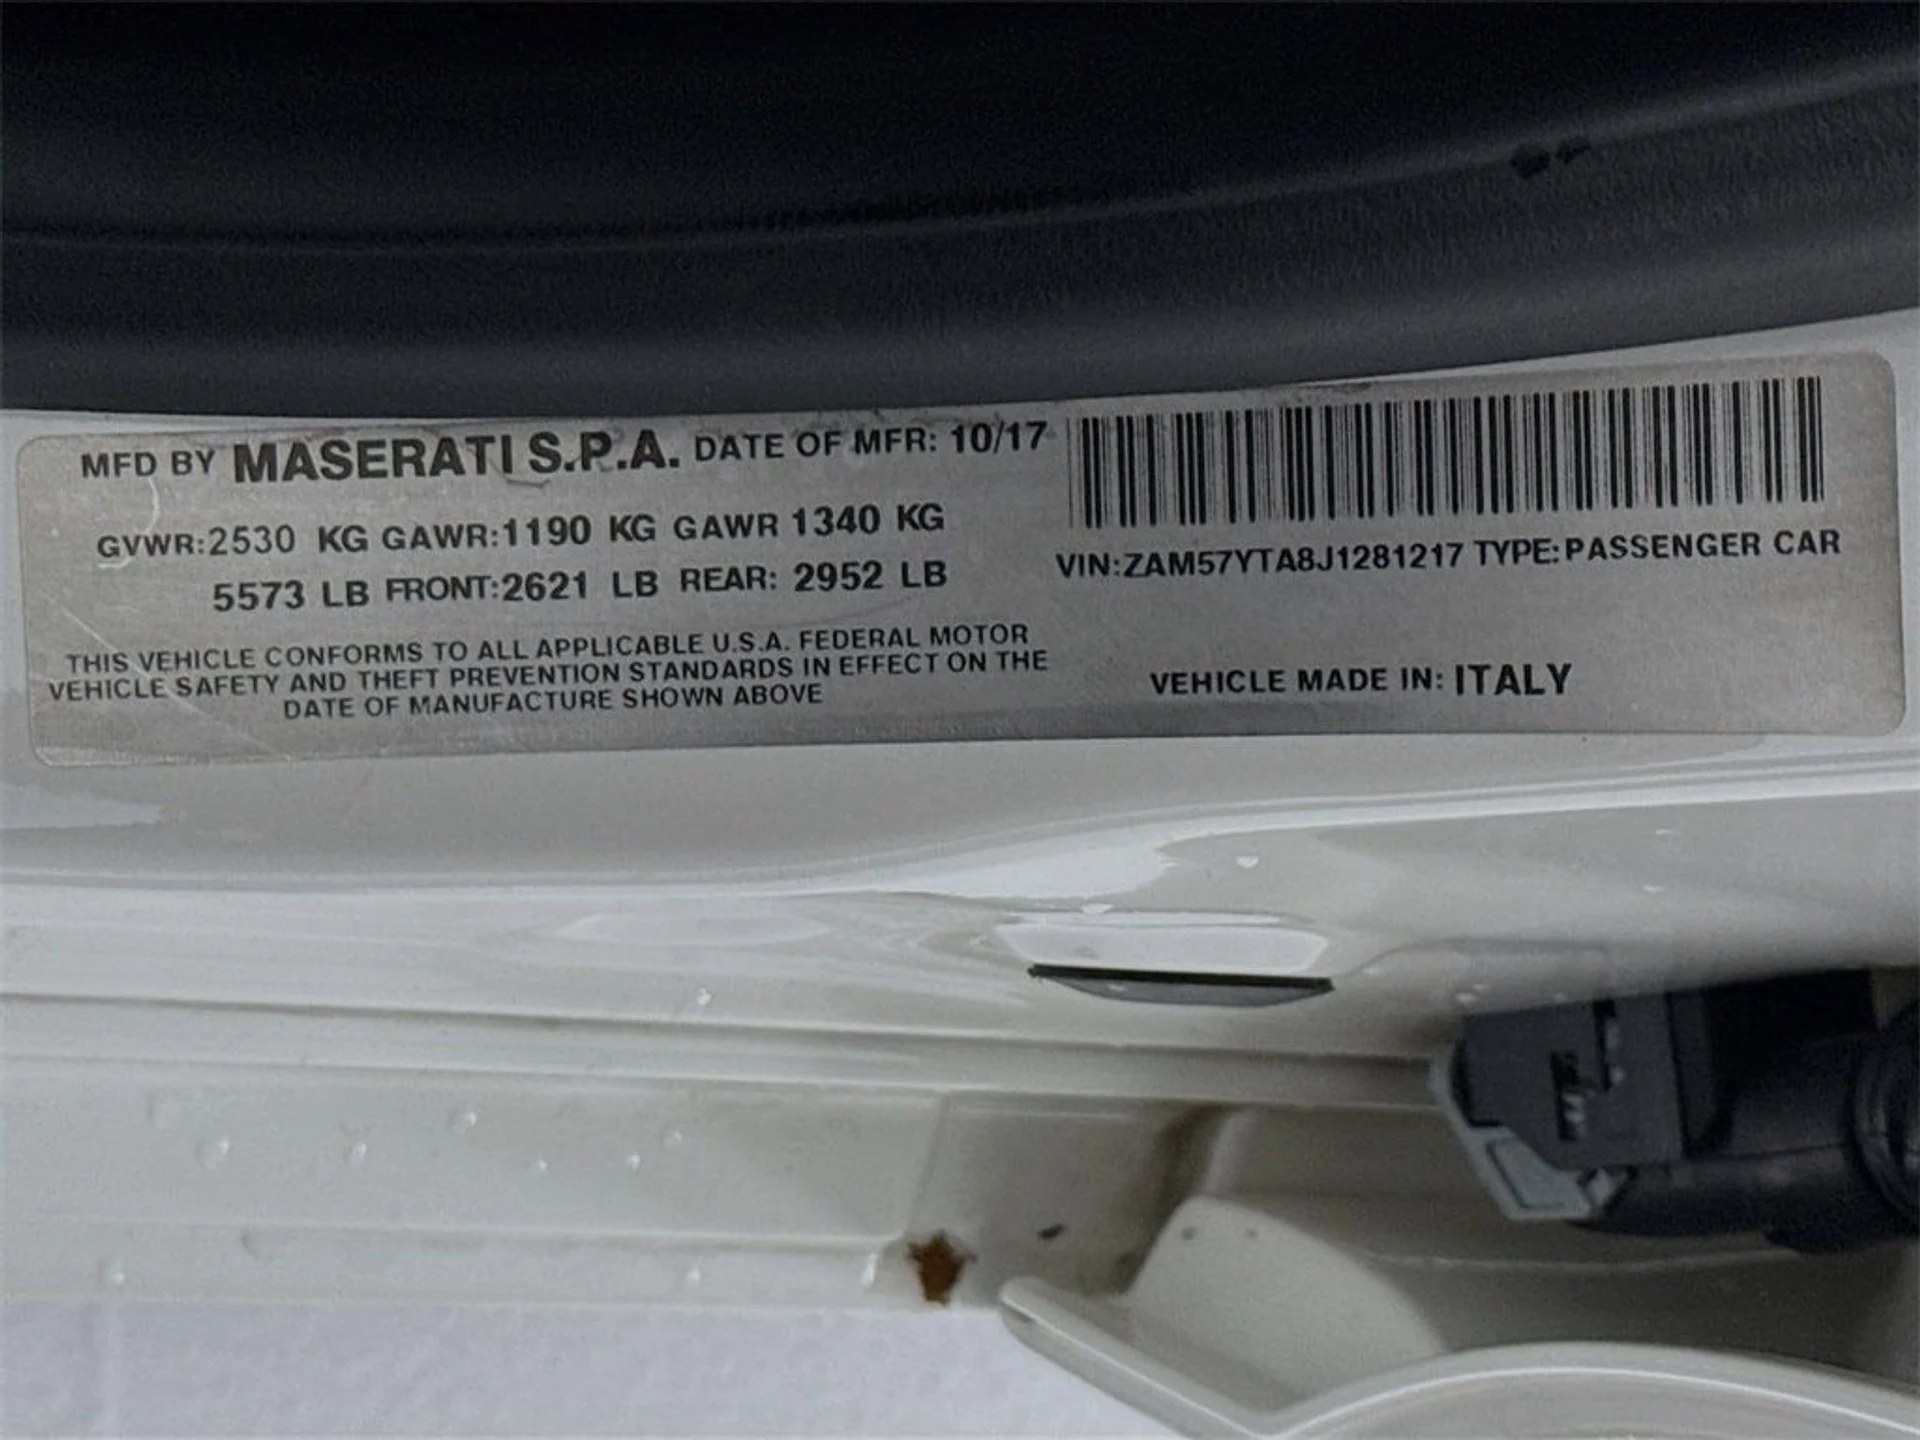 MFD BY MASERATI S.P.A. DATE OF MFR: 10/17
GVWR:2530 KG GAWR:1190 KG GAWR 1340 KG
5573 LB FRONT:2621 LB REAR: 2952 LB
THIS VEHICLE CONFORMS TO ALL APPLICABLE U.S.A. FEDERAL MOTOR
VEHICLE SAFETY AND THEFT PREVENTION STANDARDS IN EFFECT ON THE
DATE OF MANUFACTURE SHOWN ABOVE
VIN:ZAM57YTA8J1281217 TYPE:PASSENGER CAR
VEHICLE MADE IN: ITALY